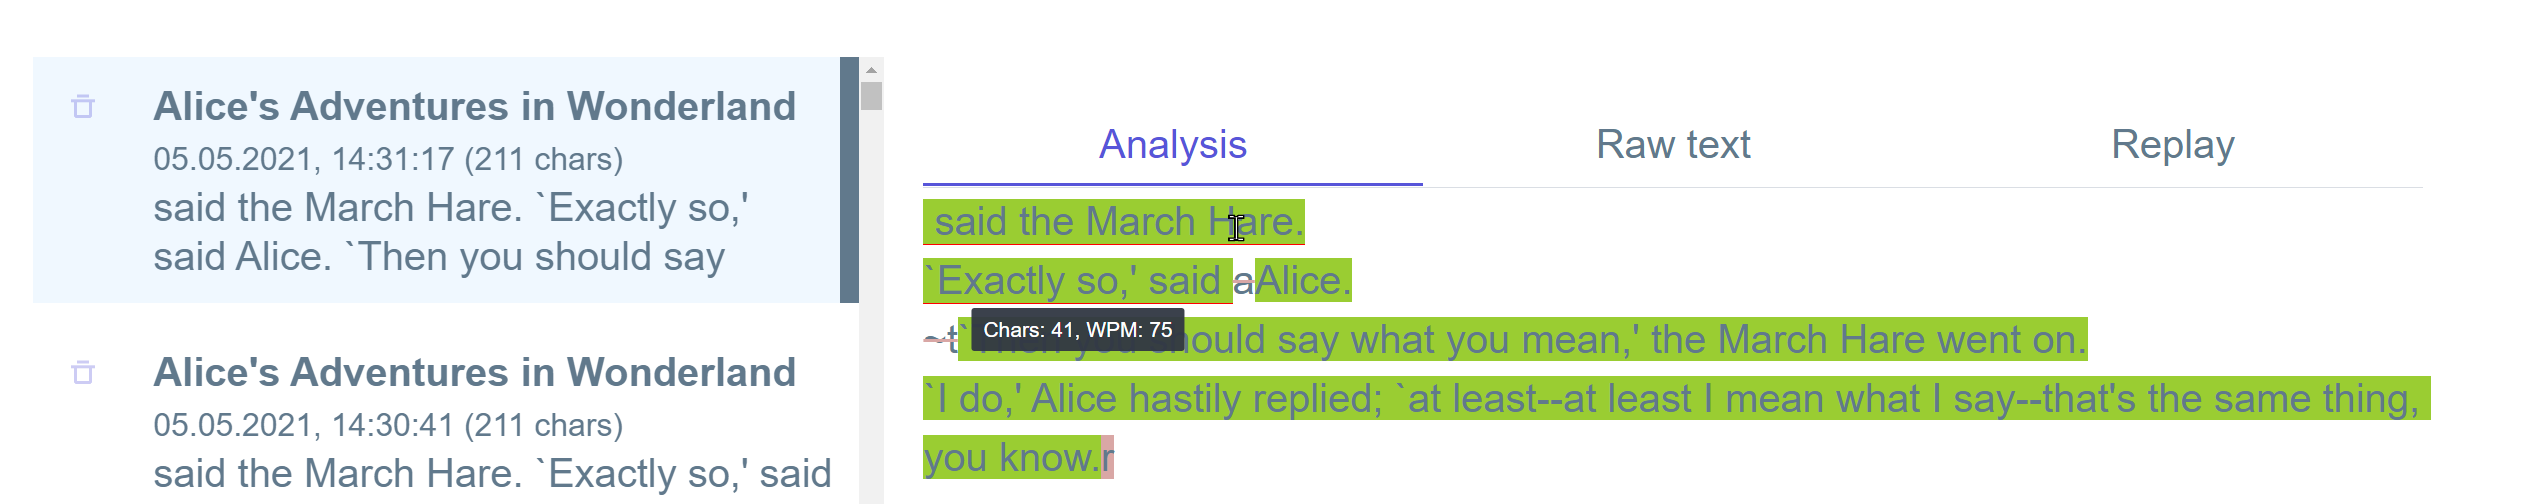 Alice's Adventures in Wonderland
05.05.2021, 14:31:17 (211 chars)
said the March Hare. `Exactly so,'
said Alice. `Then you should say
Alice's Adventures in Wonderland
05.05.2021, 14:30:41 (211 chars)
said the March Hare. `Exactly so,' said
Analysis
Raw text
Replay
said the March Hare.
`Exactly so,' said aAlice.
~t`Then you should say what you mean,' the March Hare went on.
Chars: 41, WPM: 75
`I do,' Alice hastily replied; `at least--at least I mean what I say--that's the same thing,
you know.r